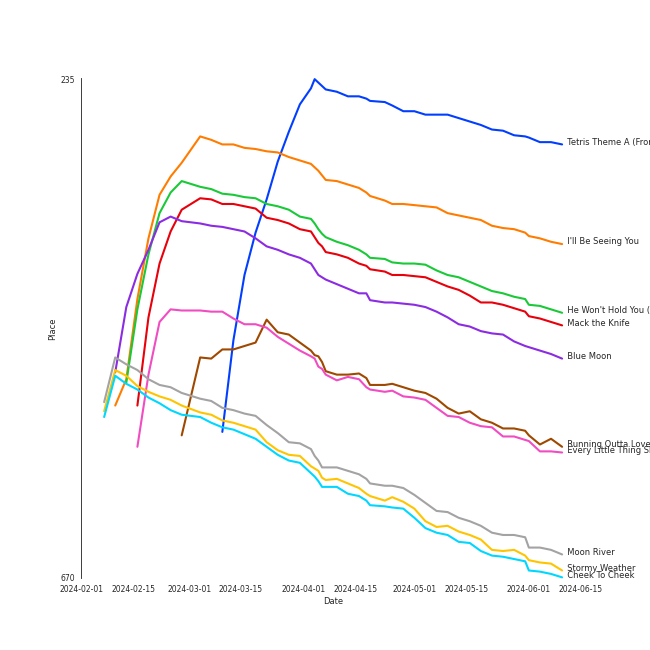 235
Tetris Theme A (Fron
I'll Be Seeing You
He Won't Hold You (
Mack the Knife
Place
Blue Moon
Running Outta Love
Every Little Thing S
Moon River
Stormy Weather
Cheek To Cheek
670
2024-02-01 2024-02-15 2024-03-01 2024-03-15 2024-04-01 2024-04-15 2024-05-01 2024-05-15 2024-06-01 2024-06-15
Date